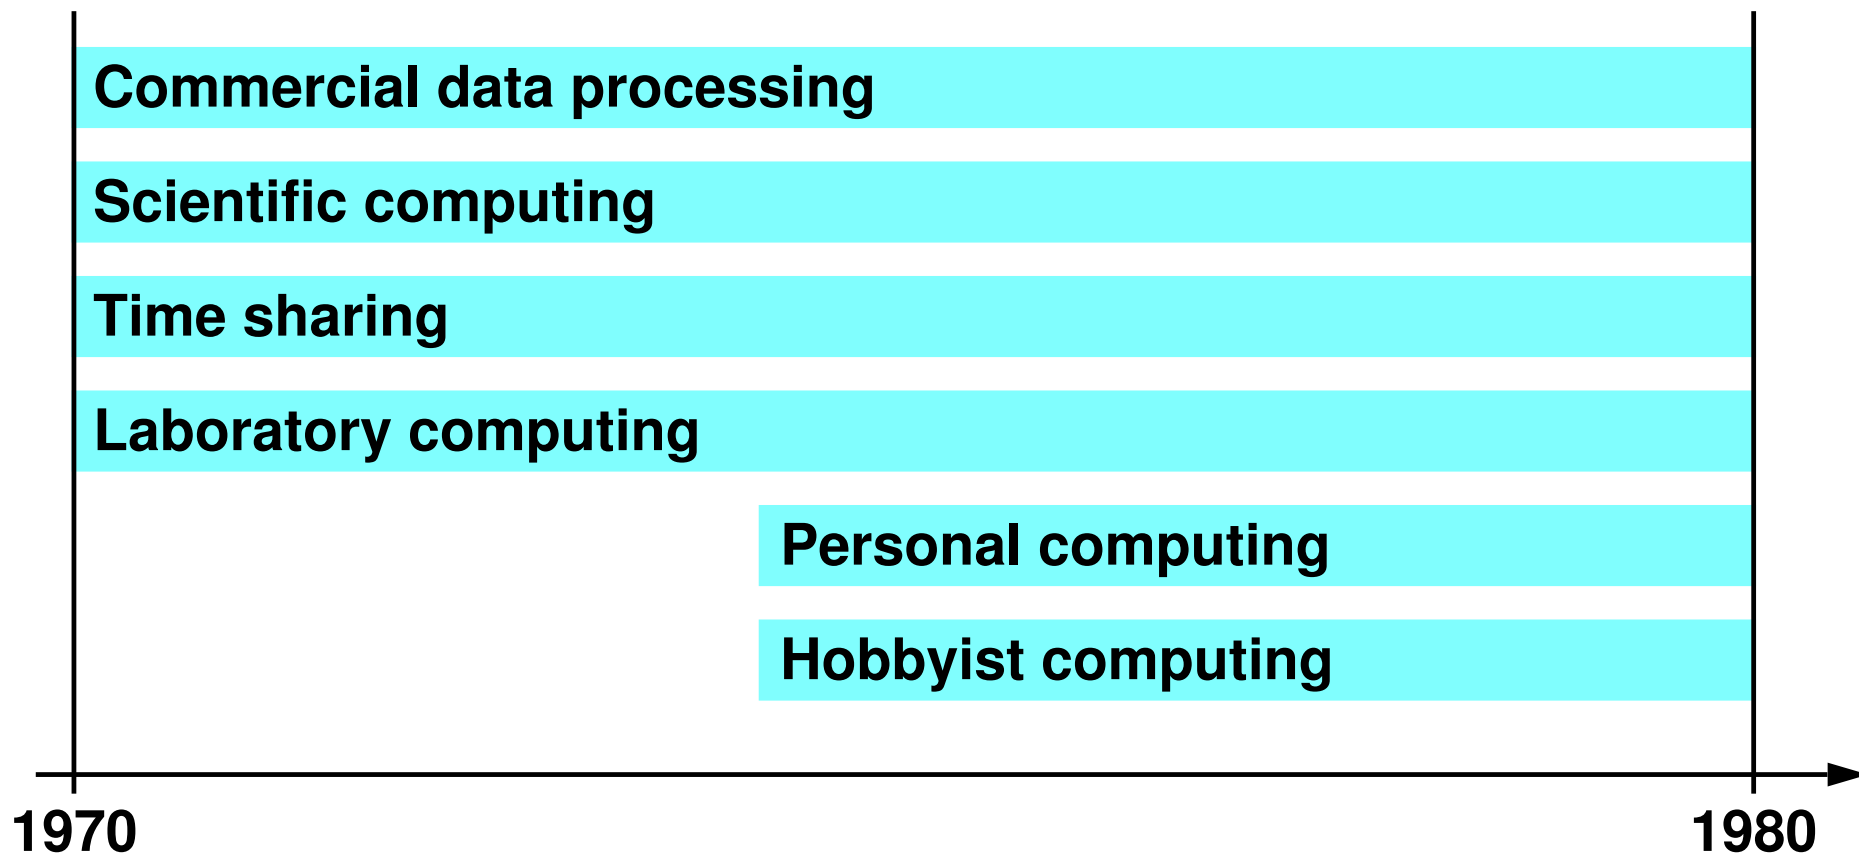 Commercial data processing
Scientific computing
Time sharing
Laboratory computing
Personal computing
Hobbyist computing
1970 1980